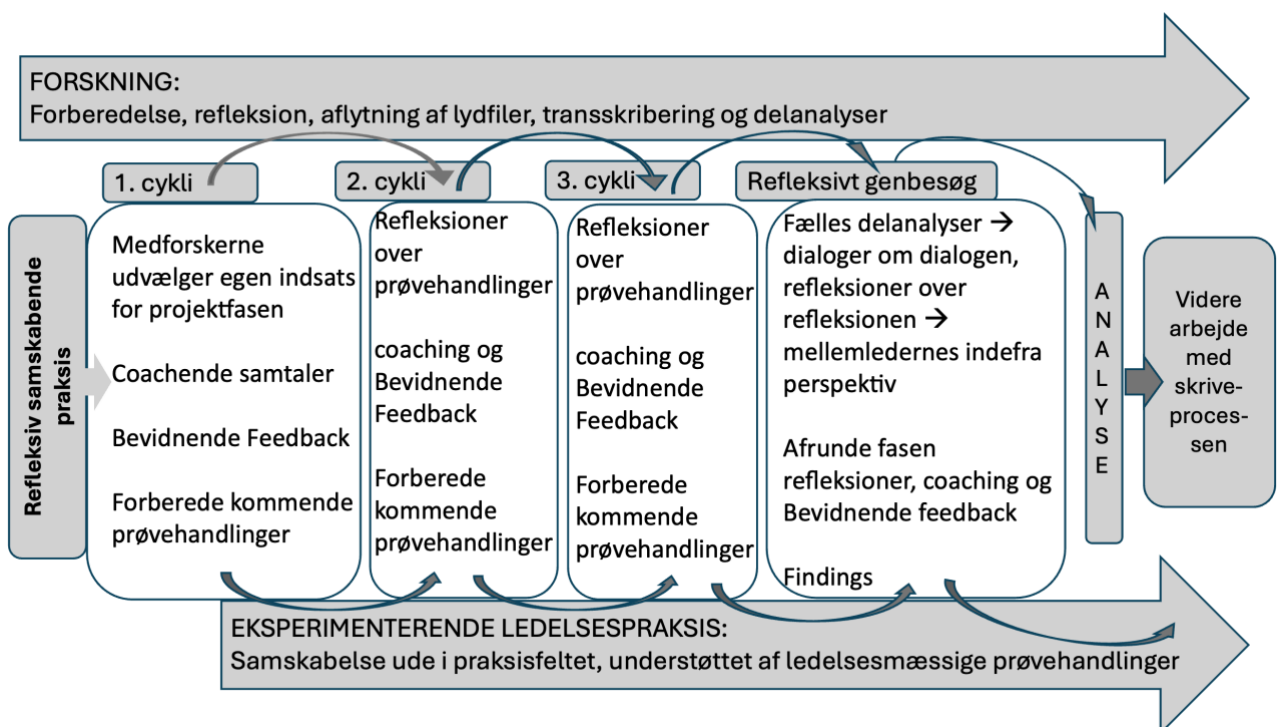 FORSKNING:
Forberedelse, refleksion, aflytning af lydfiler, transskribering og delanalyser
1. cykli
2. cykli
3. cykli
Refleksivt genbesøg
Refleksiv samskabende
praksis
Medforskerne
udvælger egen indsats
for projektfasen
Coachende samtaler
Bevidnende Feedback
Forberede kommende
prøvehandlinger
Refleksioner
over
prøvehandlinger
coaching og
Bevidnende
Feedback
Forberede
kommende
prøvehandlinger
Refleksioner
over
prøvehandlinger
coaching og
Bevidnende
Feedback
Forberede
kommende
prøvehandlinger
Fælles delanalyser →
dialoger om dialogen,
refleksioner over
refleksionen →
mellemledernes indefra
perspektiv
Afrunde fasen
refleksioner, coaching og
Bevidnende feedback
Findings
A
N
A
L
Y
S
E
Videre
arbejde
med
skrive-
proces-
sen
EKSPERIMENTERENDE LEDELSESPRAKSIS:
Samskabelse ude i praksisfeltet, understøttet af ledelsesmæssige prøvehandlinger